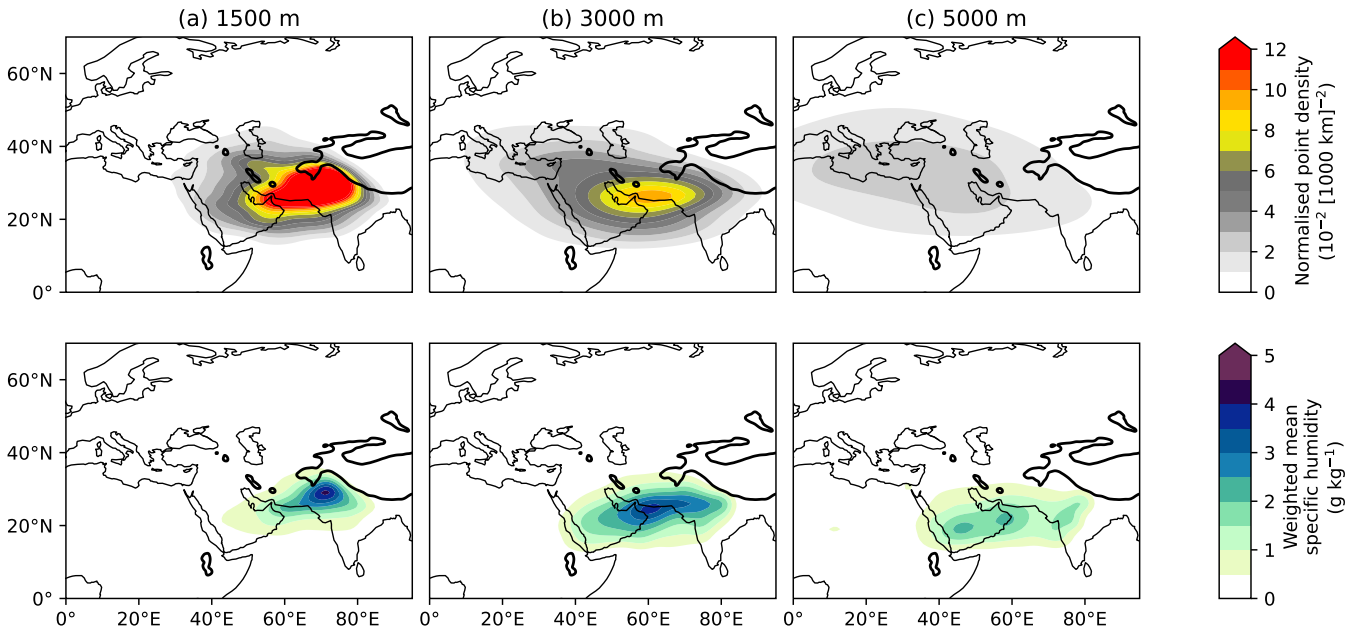 (a) 1500 m
(b) 3000 m
(c) 5000 m
60°N
40°N
20°N
0°
12
10
8
6
4
2
0
Normalised point density
(10⁻² [1000 km]⁻²)
60°N
40°N
20°N
0°
0° 20°E 40°E 60°E 80°E
0° 20°E 40°E 60°E 80°E
0° 20°E 40°E 60°E 80°E
5
4
3
2
1
0
Weighted mean
specific humidity
(g kg⁻¹)